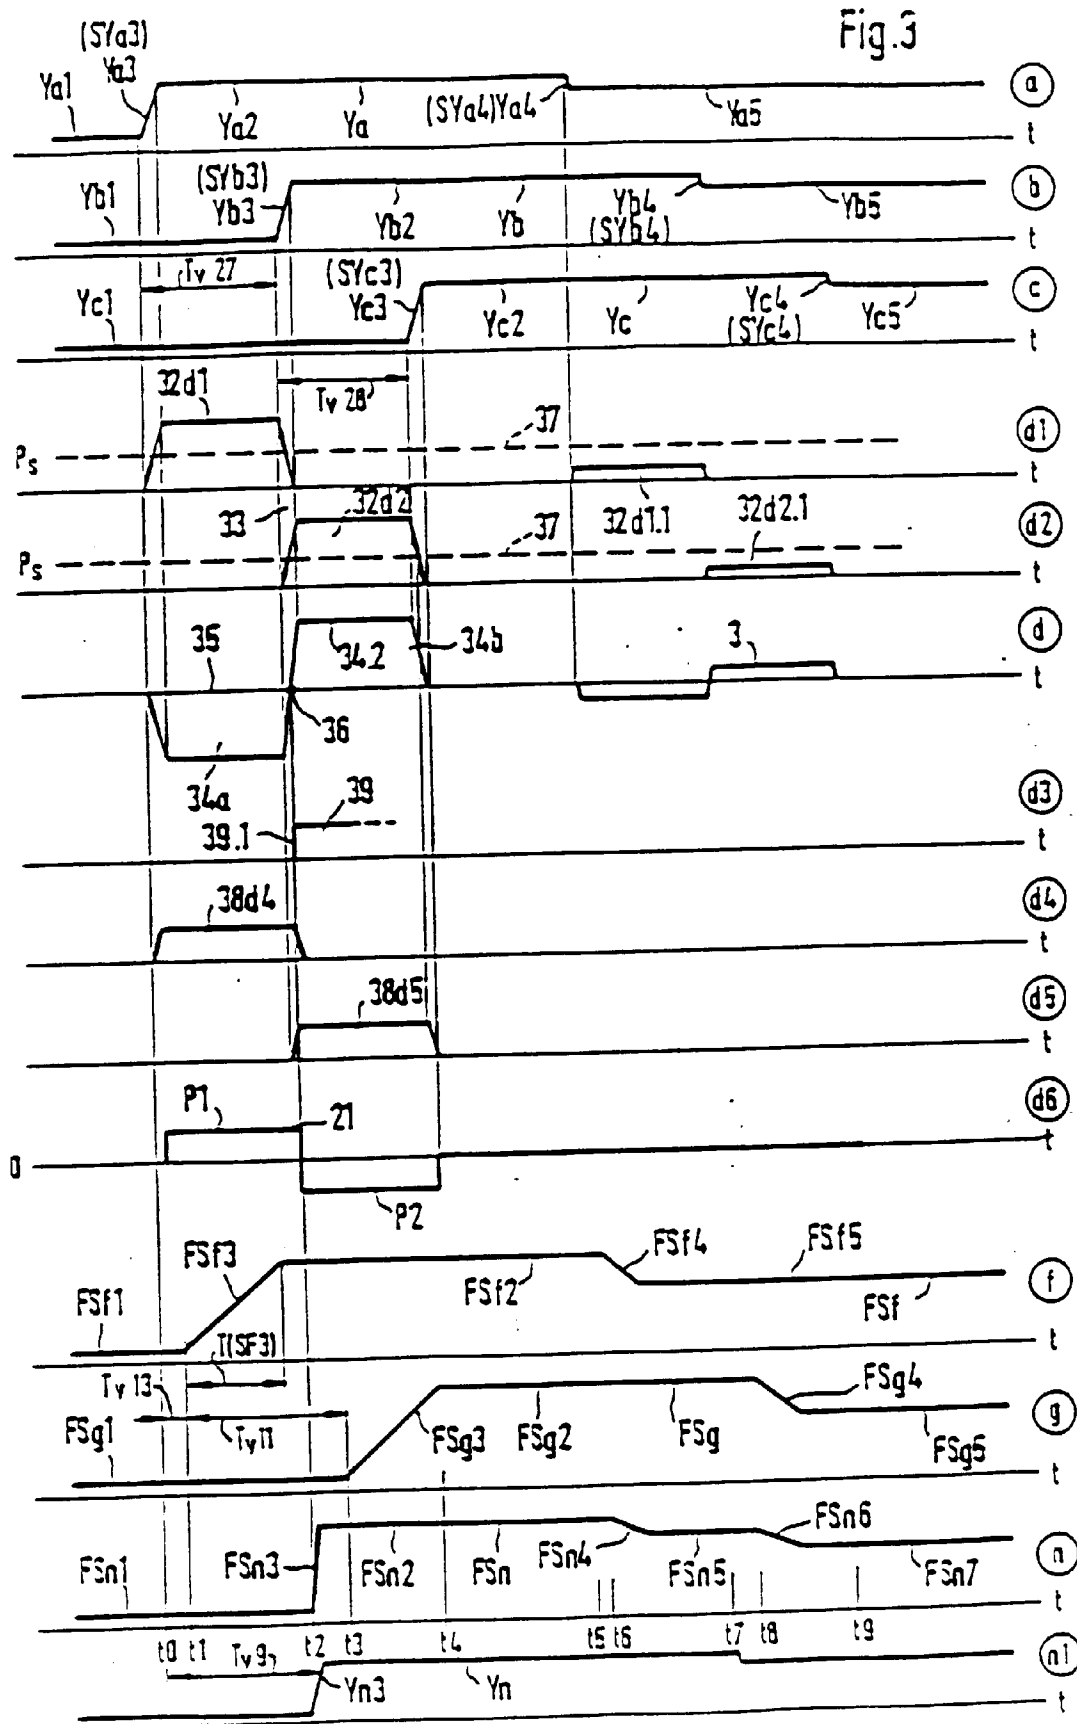 Fig.3
(SYa3)
Ya3
Ya1
Ya2
Ya
(SYa4)Ya4
Ya5
a
t
(SYb3)
Yb1
Yb3
Yb2
Yb
Yb4
(SYb4)
Yb5
b
t
Tv 27
(SYc3)
Yc1
Yc3
Yc2
Yc
Yc4
(SYc4)
Yc5
c
t
32d1
Tv 28
37
Ps
d1
t
33
32d2
32d1.1
32d2.1
37
Ps
d2
t
35
34.2
34b
3
d
t
36
34a
39
39.1
d3
t
38d4
d4
t
38d5
d5
t
P1
21
d6
t
0
P2
FSf3
FSf4
FSf5
FSf1
FSf2
FSf
f
t
T(SF3)
Tv 13
Tv11
FSg4
FSg1
FSg3
FSg2
FSg
FSg5
g
t
FSn6
FSn1
FSn3
FSn2
FSn
FSn4
FSn5
FSn7
n
t
t0 t1 t2 t3 t4 t5 t6 t7 t8 t9
Tv 9
Yn3
Yn
n1
t